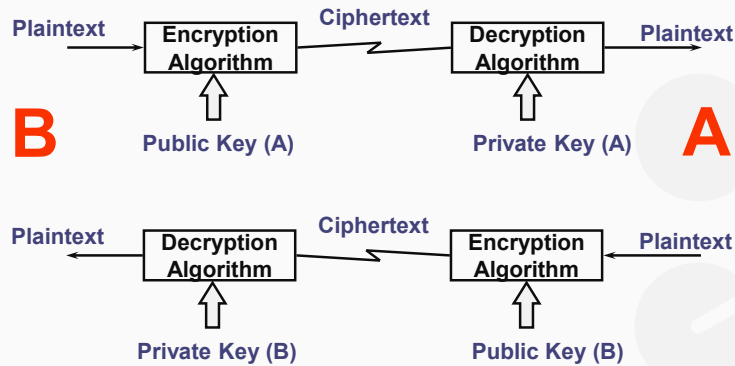 Plaintext
Encryption
Algorithm
Ciphertext
Decryption
Algorithm
Plaintext
B
Public Key (A)
Private Key (A)
A
Plaintext
Decryption
Algorithm
Ciphertext
Encryption
Algorithm
Plaintext
Private Key (B)
Public Key (B)